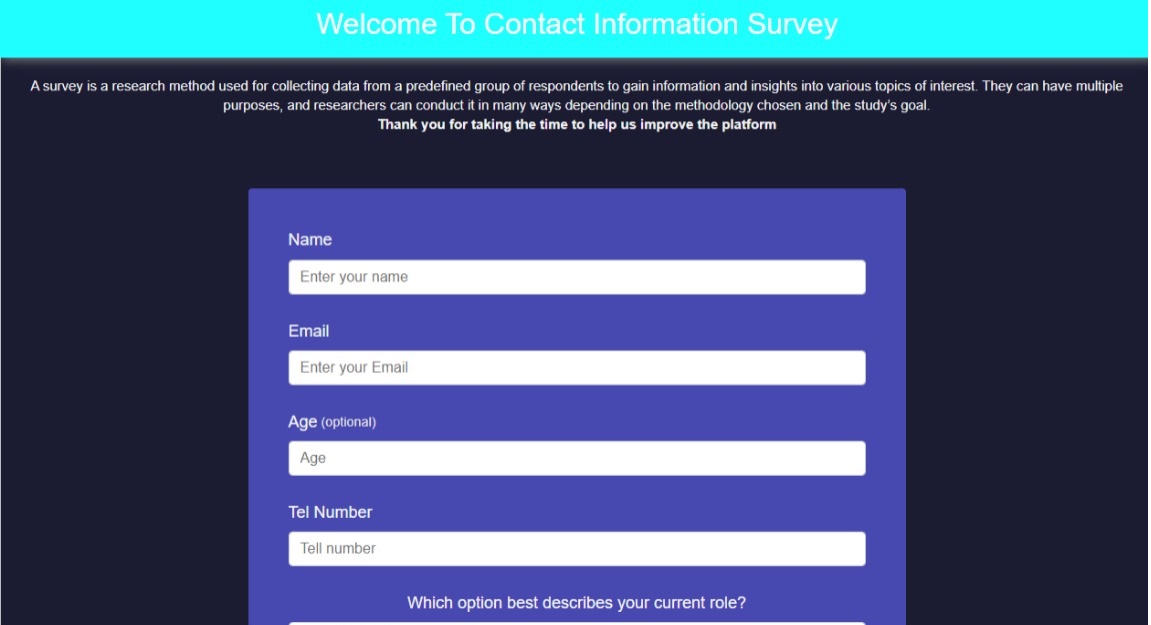 Welcome To Contact Information Survey
A survey is a research method used for collecting data from a predefined group of respondents to gain information and insights into various topics of interest. They can have multiple
purposes, and researchers can conduct it in many ways depending on the methodology chosen and the study's goal.
Thank you for taking the time to help us improve the platform
Name
Enter your name
Email
Enter your Email
Age (optional)
Age
Tel Number
Tell number
Which option best describes your current role?